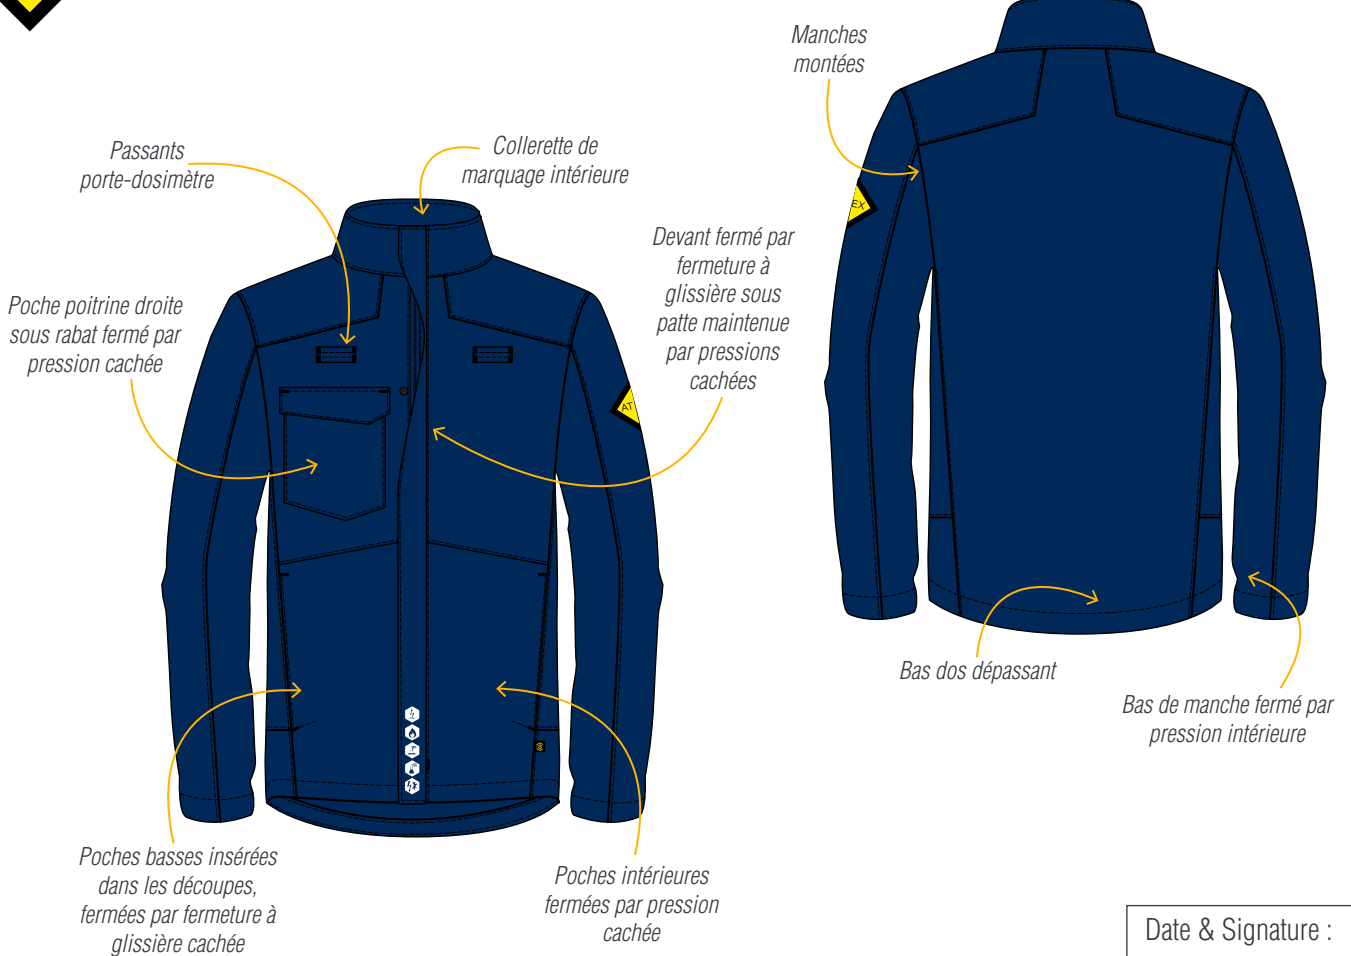 Manches
montées
Passants
porte-dosimètre
Collerette de
marquage intérieure
Devant fermé par
fermeture à
glissière sous
patte maintenue
par pressions
cachées
Poche poitrine droite
sous rabat fermé par
pression cachée
EX
AT
Bas dos dépassant
Bas de manche fermé par
pression intérieure
Poches basses insérées
dans les découpes,
fermées par fermeture à
glissière cachée
Poches intérieures
fermées par pression
cachée
Date & Signature :